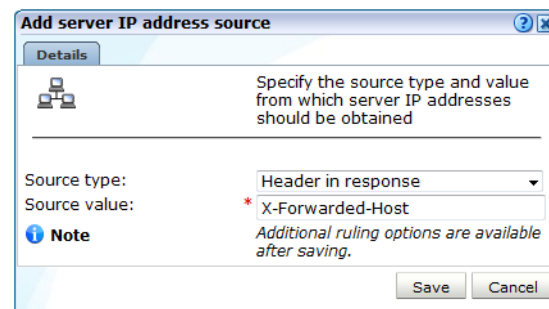 Add server IP address source
Details
Specify the source type and value
from which server IP addresses
should be obtained
Source type: Header in response
Source value: * X-Forwarded-Host
Note Additional ruling options are available
after saving.
Save Cancel